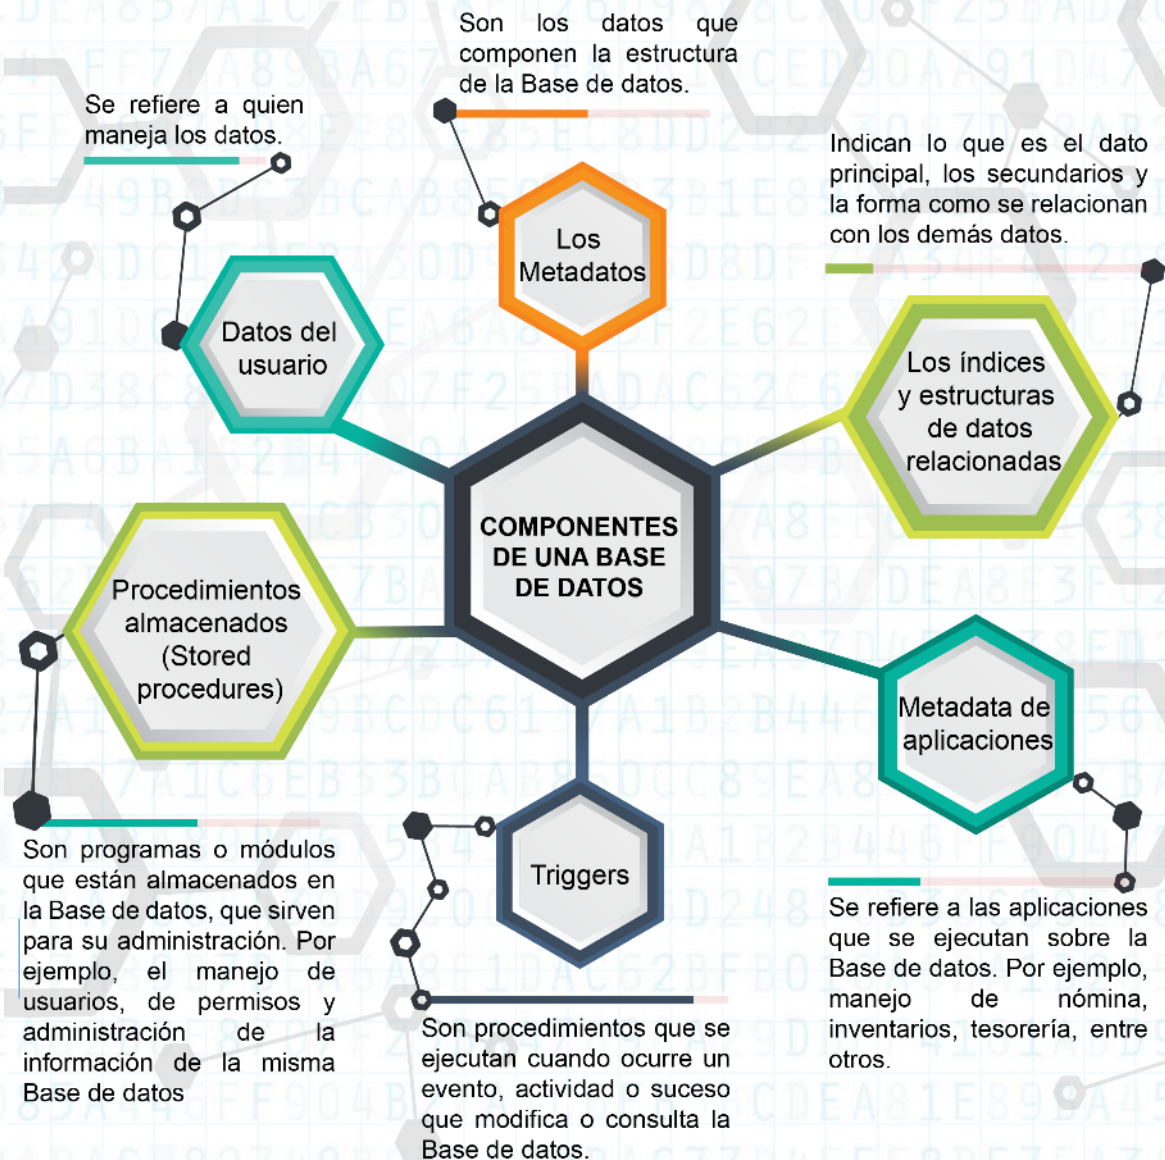 Son los datos que
componen la estructura
de la Base de datos.
Se refiere a quien
maneja los datos.
Indican lo que es el dato
principal, los secundarios y
la forma como se relacionan
con los demás datos.
Los
Metadatos
Datos del
usuario
Los índices
y estructuras
de datos
relacionadas
COMPONENTES
DE UNA BASE
DE DATOS
Procedimientos
almacenados
(Stored
procedures)
Metadata de
aplicaciones
Triggers
Son programas o módulos
que están almacenados en
la Base de datos, que sirven
para su administración. Por
ejemplo, el manejo de
usuarios, de permisos y
administración de la
información de la misma
Base de datos
Son procedimientos que se
ejecutan cuando ocurre un
evento, actividad o suceso
que modifica o consulta la
Base de datos.
Se refiere a las aplicaciones
que se ejecutan sobre la
Base de datos. Por ejemplo,
manejo de nómina,
inventarios, tesorería, entre
otros.